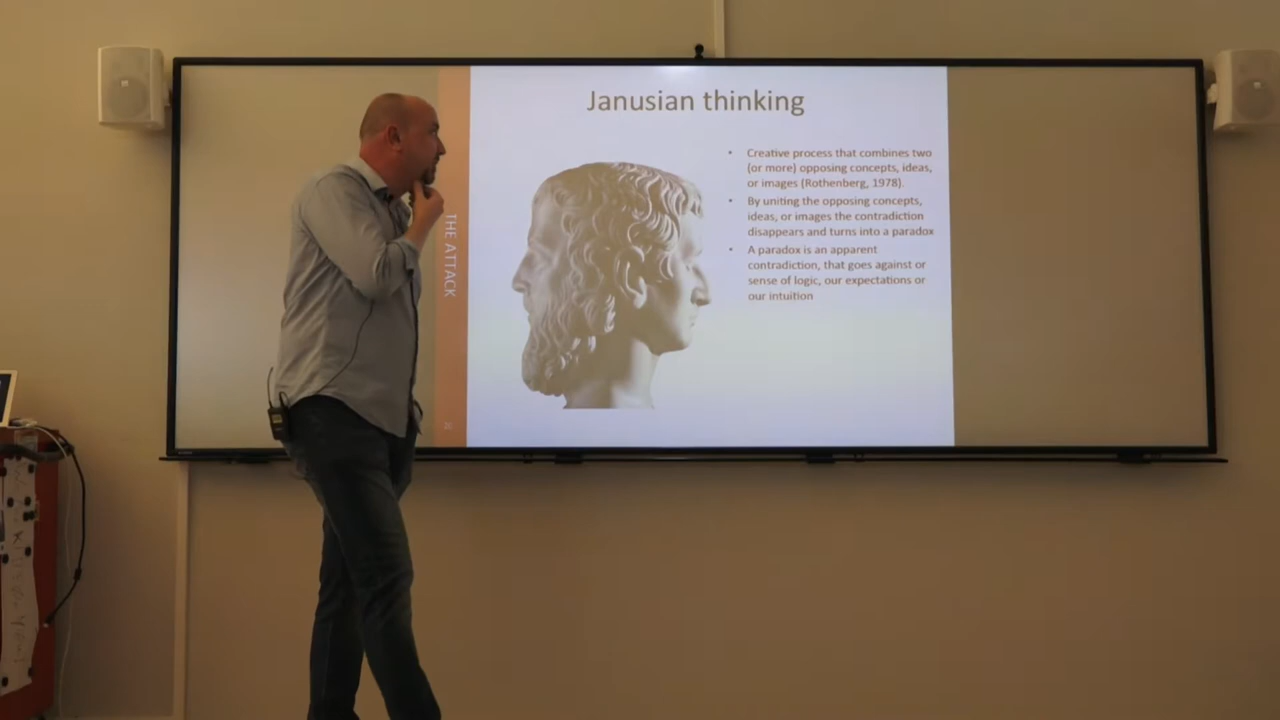 Janusian thinking
• Creative process that combines two
(or more) opposing concepts, ideas,
or images (Rothenberg, 1978).
• By uniting the opposing concepts,
ideas, or images the contradiction
disappears and turns into a paradox
• A paradox is an apparent
contradiction, that goes against or
sense of logic, our expectations or
our intuition
THE ATTACK